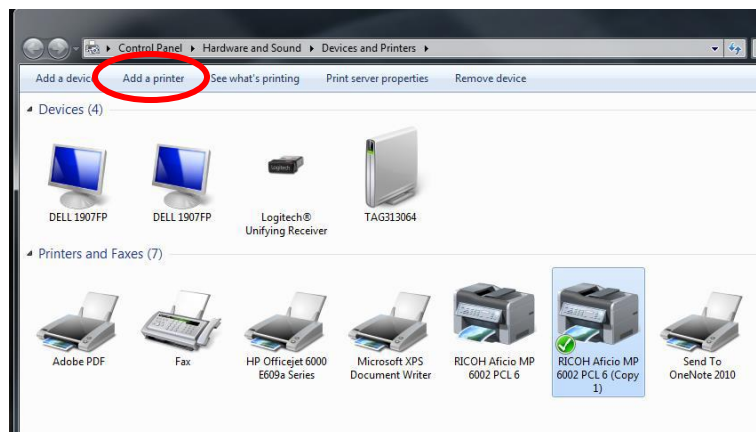 Control Panel ▸ Hardware and Sound ▸ Devices and Printers ▸
Add a devic Add a printer See what's printing Print server properties Remove device
Devices (4)
DELL 1907FP DELL 1907FP Logitech® TAG313064
Unifying Receiver
Printers and Faxes (7)
Adobe PDF Fax HP Officejet 6000 Microsoft XPS RICOH Aficio MP RICOH Aficio MP Send To
E609a Series Document Writer 6002 PCL 6 6002 PCL 6 (Copy OneNote 2010
1)